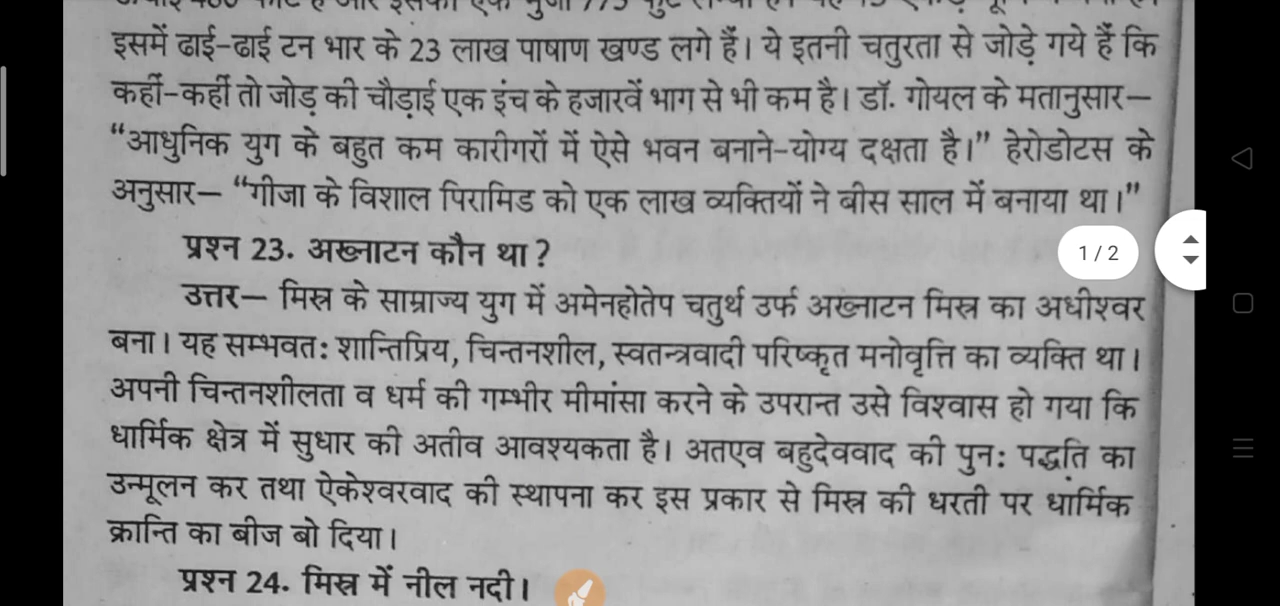 इसमें ढाई-ढाई टन भार के 23 लाख पाषाण खण्ड लगे हैं। ये इतनी चतुरता से जोड़े गये हैं कि
कहीं-कहीं तो जोड़ की चौड़ाई एक इंच के हजारवें भाग से भी कम है। डॉ. गोयल के मतानुसार—
“आधुनिक युग के बहुत कम कारीगरों में ऐसे भवन बनाने-योग्य दक्षता है।” हेरोडोटस के
अनुसार— “गीजा के विशाल पिरामिड को एक लाख व्यक्तियों ने बीस साल में बनाया था।”
प्रश्न 23. अख्नाटन कौन था?
1/2
उत्तर— मिस्र के साम्राज्य युग में अमेनहोतेप चतुर्थ उर्फ अख्नाटन मिस्र का अधीश्वर
बना। यह सम्भवत: शान्तिप्रिय, चिन्तनशील, स्वतन्त्रवादी परिष्कृत मनोवृत्ति का व्यक्ति था।
अपनी चिन्तनशीलता व धर्म की गम्भीर मीमांसा करने के उपरान्त उसे विश्वास हो गया कि
धार्मिक क्षेत्र में सुधार की अतीव आवश्यकता है। अतएव बहुदेववाद की पुन: पद्धति का
उन्मूलन कर तथा ऐकेश्वरवाद की स्थापना कर इस प्रकार से मिस्र की धरती पर धार्मिक
क्रान्ति का बीज बो दिया।
प्रश्न 24. मिस्र में नील नदी।